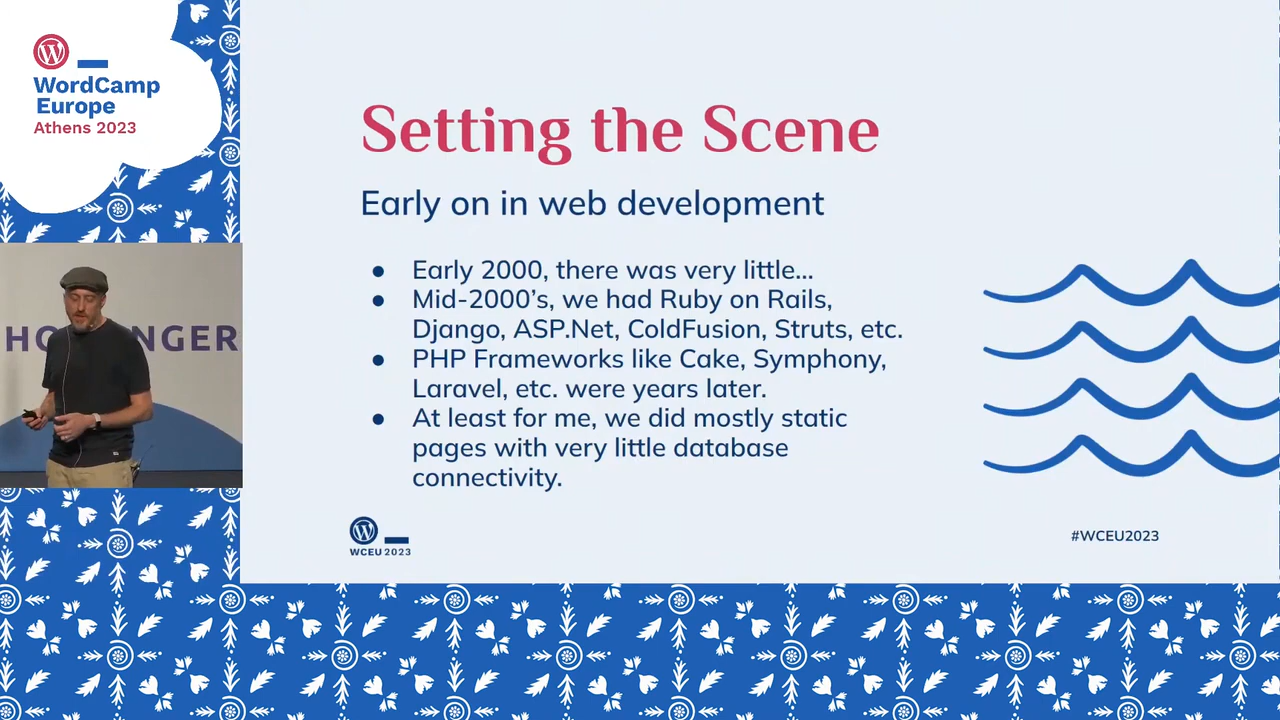 WordCamp
Europe
Athens 2023
Setting the Scene
Early on in web development
● Early 2000, there was very little...
● Mid-2000's, we had Ruby on Rails,
Django, ASP.Net, ColdFusion, Struts, etc.
● PHP Frameworks like Cake, Symphony,
Laravel, etc. were years later.
● At least for me, we did mostly static
pages with very little database
connectivity.
WCEU 2023
#WCEU2023